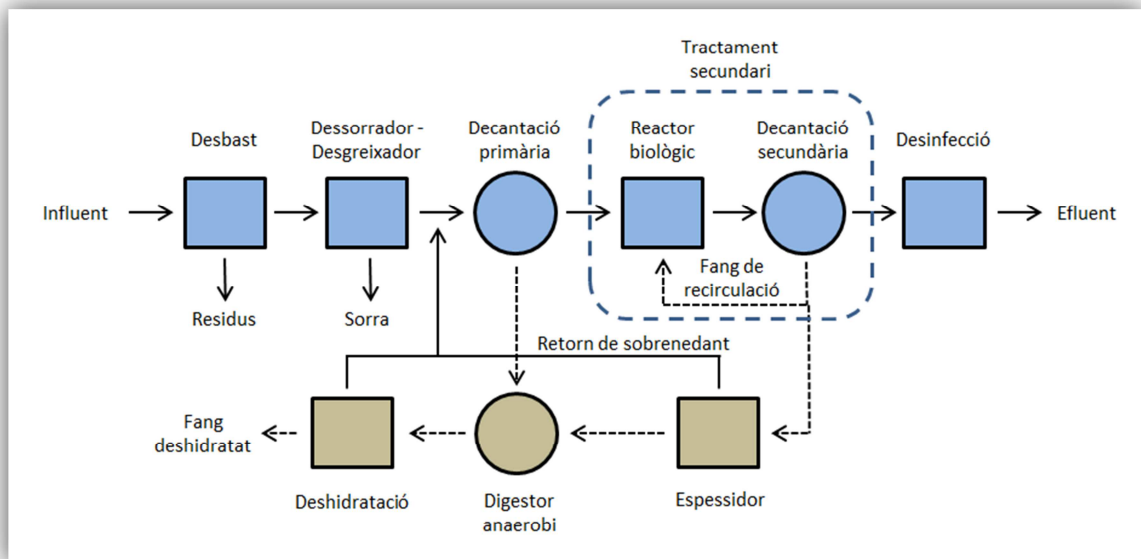 Tractament
secundari
Desbast
Dessorrador -
Desgreixador
Decantació
primària
Reactor
biològic
Decantació
secundària
Desinfecció
Influent
Efluent
Fang de
recirculació
Residus
Sorra
Retorn de sobrenedant
Fang
deshidratat
Deshidratació
Digestor
anaerobi
Espessidor